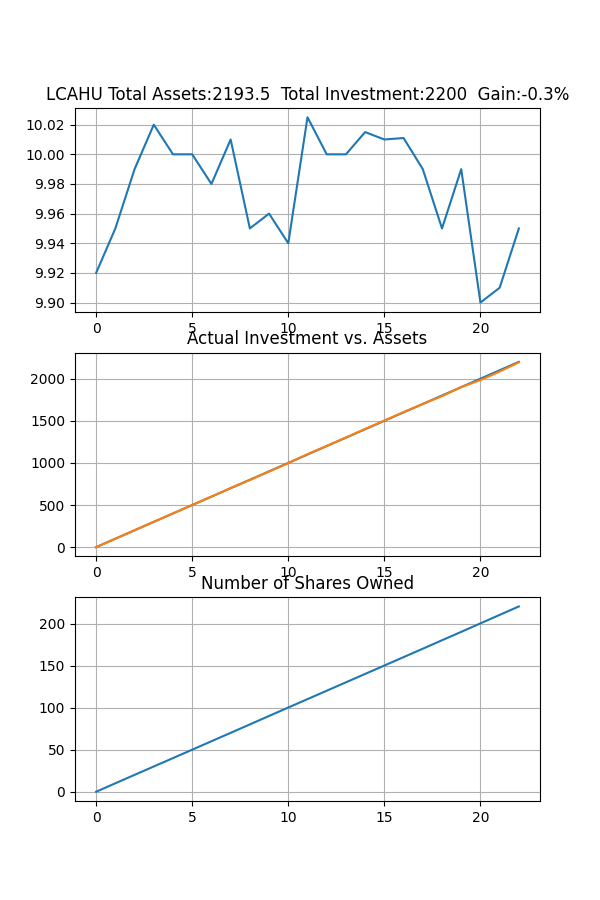 LCAHU Total Assets:2193.5  Total Investment:2200  Gain:-0.3%
10.02
10.00
9.98
9.96
9.94
9.92
9.90
0 5 10 15 20
Actual Investment vs. Assets
2000
1500
1000
500
0
0 5 10 15 20
Number of Shares Owned
200
150
100
50
0
0 5 10 15 20